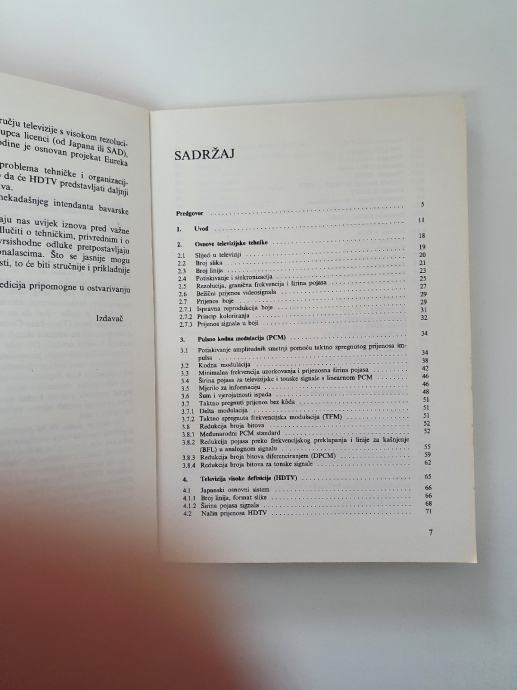 ručju televizije s visokom rezoluci-
upca licenci (od Japana ili SAD),
odine je osnovan projekat Eureka
problema tehničke i organizacij-
da će HDTV predstavljati daljnji
va.
nekadašnjeg intendanta bavarske
aju nas uvijek iznova pred važne
dlučiti o tehničkim, privrednim i o
vrsishodne odluke pretpostavljaju
onalascima. Što se jasnije mogu
sti, to će biti stručnije i prikladnije
edicija pripomogne u ostvarivanju
Izdavač
SADRŽAJ
Predgovor 5
1. Uvod 11
2. Osnove televizijske tehnike 18
2.1 Slijed u televiziji 19
2.2 Broj slika 20
2.3 Broj linija 21
2.4 Potiskivanje i sinkronizacija 23
2.5 Rezolucija, granična frekvencija i širina pojasa 25
2.6 Bežični prijenos videosignala 27
2.7 Prijenos boje 29
2.7.1 Ispravna reprodukcija boje 29
2.7.2 Princip koloriranja 31
2.7.3 Prijenos signala u boji 32
3. Pulsno kodna modulacija (PCM) 34
3.1 Potiskivanje amplitudnih smetnji pomoću taktno spregnutog prijenosa im-
pulsa 34
3.2 Kodna modulacija 38
3.3 Minimalna frekvencija uzorkovanja i prijenosna širina pojasa 42
3.4 Širina pojasa za televizijske i tonske signale s linearnom PCM 46
3.5 Mjerilo za informaciju 46
3.6 Šum i vjerojatnosti ispada 48
3.7 Taktno pregnuti prijenos bez kôda 51
3.7.1 Delta modulacija 51
3.7.2 Taktno spregnuta frekvencijska modulacija (TFM) 51
3.8 Redukcija broja bitova 52
3.8.1 Međunarodni PCM standard 52
3.8.2 Redukcija pojasa preko frekvencijskog preklapanja i linije za kašnjenje
(BFL) u analognom signalu 55
3.8.3 Redukcija broja bitova diferenciranjem (DPCM) 59
3.8.4 Redukcija broja bitova za tonske signale 62
4. Televizija visoke definicije (HDTV) 65
4.1 Japanski osnovni sistem 66
4.1.1 Broj linija, format slike 66
4.1.2 Širina pojasa signala 68
4.2 Način prijenosa HDTV 71
7